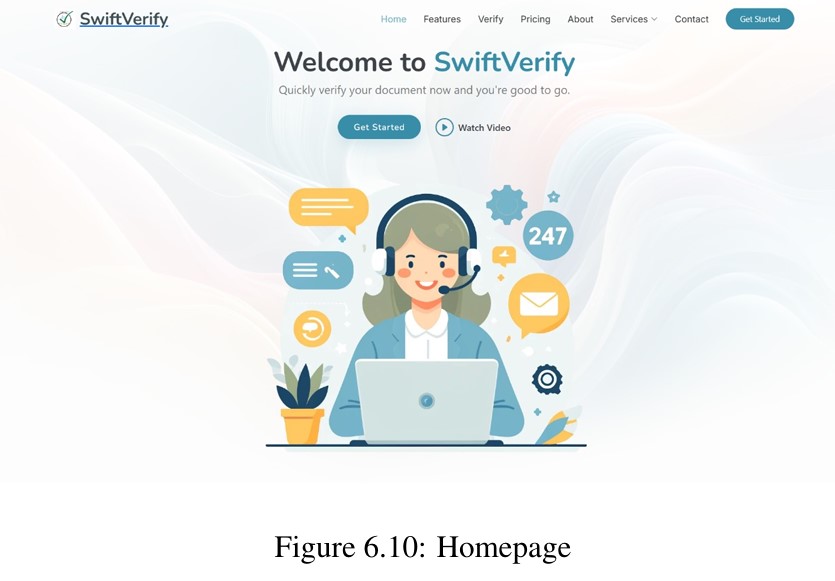 SwiftVerify
Home Features Verify Pricing About Services Contact Get Started
Welcome to SwiftVerify
Quickly verify your document now and you're good to go.
Get Started Watch Video
247
Figure 6.10: Homepage